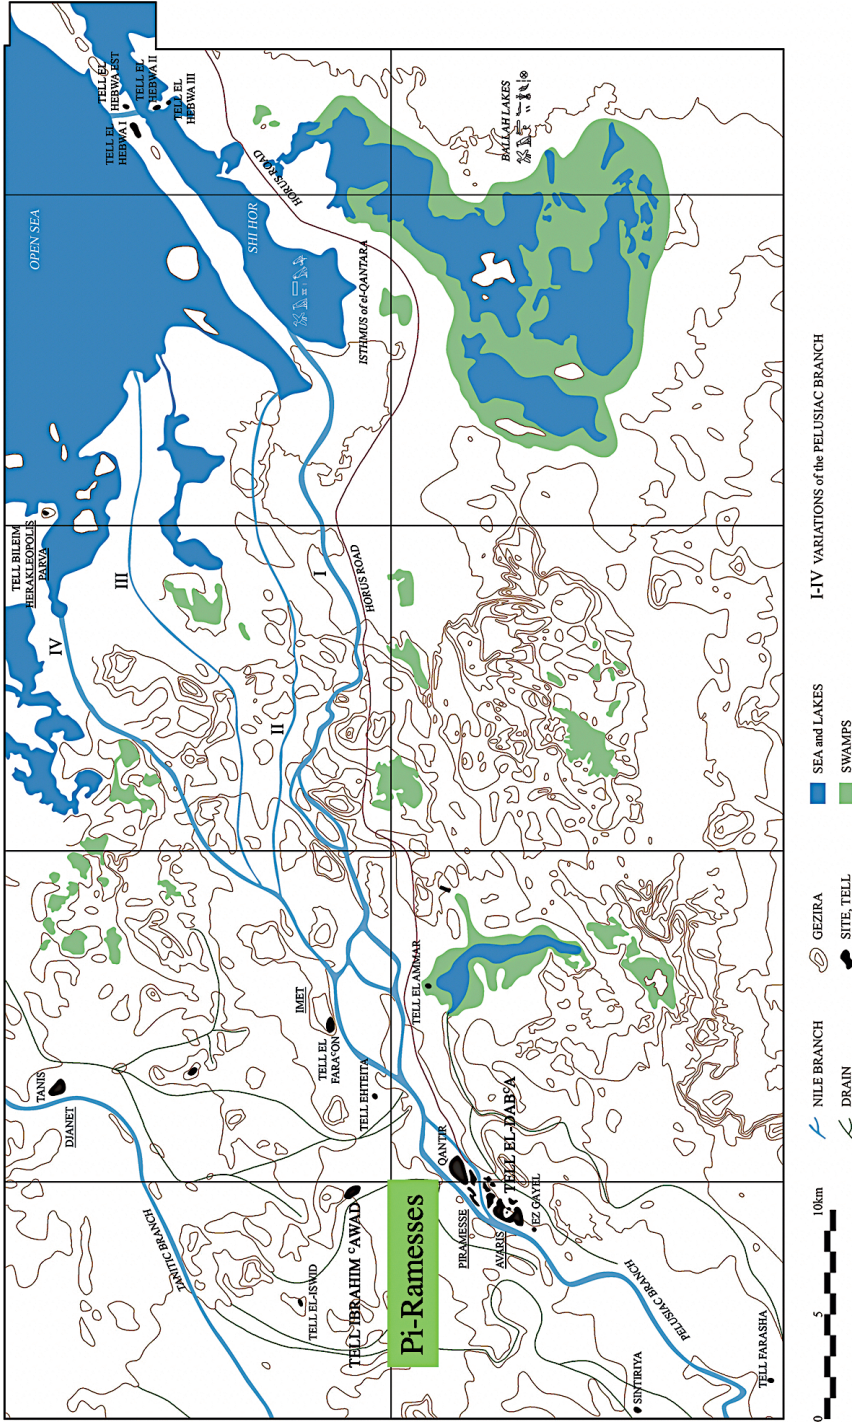 OPEN SEA
TELL BILEIM
HERAKLEOPOLIS
PARVA
TANIS
DJANET
IV
TELL EL
HEBWA EST
TELL EL
HEBWA I
TELL EL
HEBWA II
TELL EL
HEBWA III
III
TANITIC BRANCH
SHI HOR
HORUS ROAD
II
I
IMET
TELL EL
FARAᶜON
TELL EL-ISWID
TELL IBRAHIM ᶜAWAD
TELL EHTEITA
ISTHMUS of el-QANTARA
HORUS ROAD
Pi-Ramesses
TELL EL AMMAR
QANTIR
PIRAMESSE
AVARIS
TELL EL-DABᶜA
EZ GAYEL
BALLAH LAKES
PELUSIAC BRANCH
SINTIRIYA
TELL FARASHA
0 5 10km
NILE BRANCH
DRAIN
GEZIRA
SITE, TELL
SEA and LAKES
SWAMPS
I-IV VARIATIONS of the PELUSIAC BRANCH